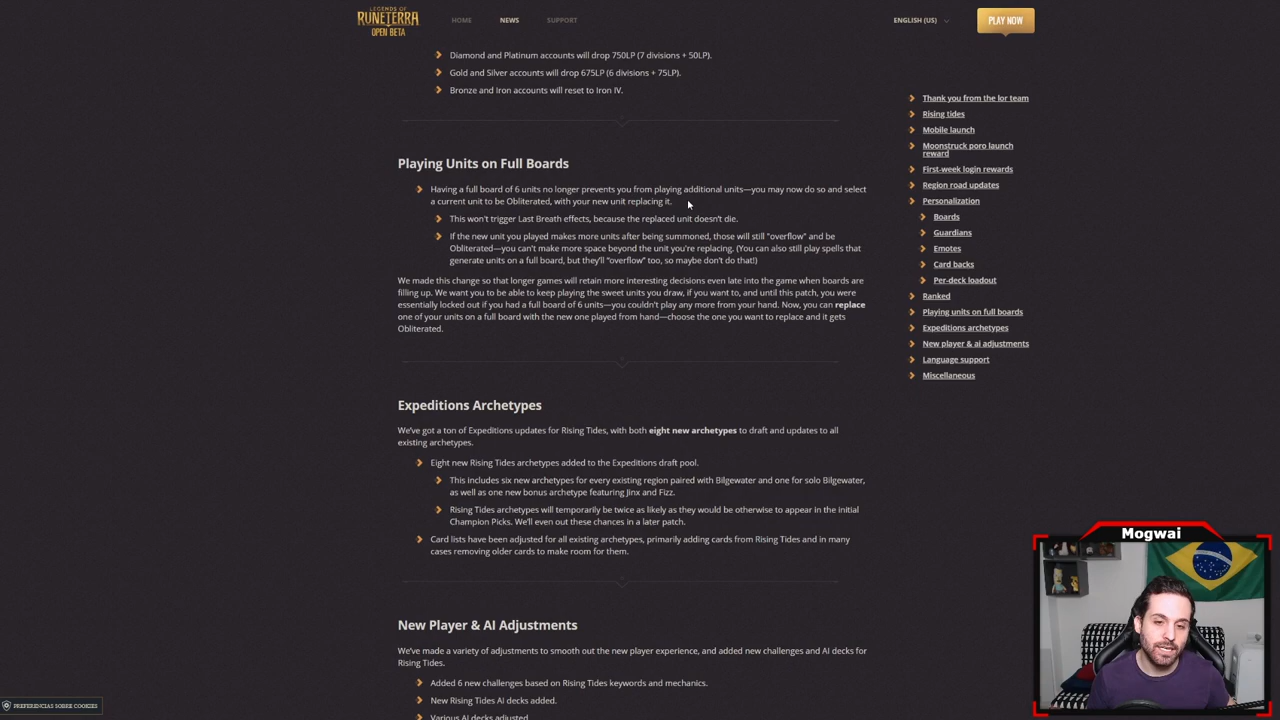 LEGENDS OF
RUNETERRA
OPEN BETA
HOME
NEWS
SUPPORT
ENGLISH (US)
PLAY NOW
Diamond and Platinum accounts will drop 750LP (7 divisions + 50LP).
Gold and Silver accounts will drop 675LP (6 divisions + 75LP).
Bronze and Iron accounts will reset to Iron IV.
Playing Units on Full Boards
Having a full board of 6 units no longer prevents you from playing additional units—you may now do so and select
a current unit to be Obliterated, with your new unit replacing it.
This won't trigger Last Breath effects, because the replaced unit doesn't die.
If the new unit you played makes more units after being summoned, those will still "overflow" and be
Obliterated—you can't make more space beyond the unit you're replacing. (You can also still play spells that
generate units on a full board, but they'll "overflow" too, so maybe don't do that!)
We made this change so that longer games will retain more interesting decisions even late into the game when boards are
filling up. We want you to be able to keep playing the sweet units you draw, if you want to, and until this patch, you were
essentially locked out if you had a full board of 6 units—you couldn't play any more from your hand. Now, you can replace
one of your units on a full board with the new one played from hand—choose the one you want to replace and it gets
Obliterated.
Expeditions Archetypes
We've got a ton of Expeditions updates for Rising Tides, with both eight new archetypes to draft and updates to all
existing archetypes.
Eight new Rising Tides archetypes added to the Expeditions draft pool.
This includes six new archetypes for every existing region paired with Bilgewater and one for solo Bilgewater,
as well as one new bonus archetype featuring Jinx and Fizz.
Rising Tides archetypes will temporarily be twice as likely as they would be otherwise to appear in the initial
Champion Picks. We'll even out these chances in a later patch.
Card lists have been adjusted for all existing archetypes, primarily adding cards from Rising Tides and in many
cases removing older cards to make room for them.
New Player & AI Adjustments
We've made a variety of adjustments to smooth out the new player experience, and added new challenges and AI decks for
Rising Tides.
Added 6 new challenges based on Rising Tides keywords and mechanics.
New Rising Tides AI decks added.
Various AI decks adjusted.
Thank you from the lor team
Rising tides
Mobile launch
Moonstruck poro launch
reward
First-week login rewards
Region road updates
Personalization
Boards
Guardians
Emotes
Card backs
Per-deck loadout
Ranked
Playing units on full boards
Expeditions archetypes
New player & ai adjustments
Language support
Miscellaneous
Mogwai
PREFERENCIAS SOBRE COOKIES